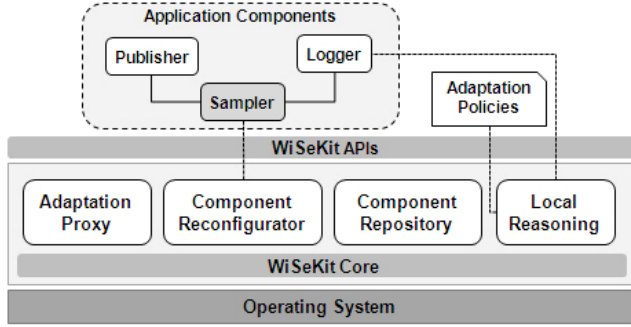 Application Components
Publisher
Logger
Sampler
Adaptation
Policies
WiSeKit APIs
Adaptation
Proxy
Component
Reconfigurator
Component
Repository
Local
Reasoning
WiSeKit Core
Operating System